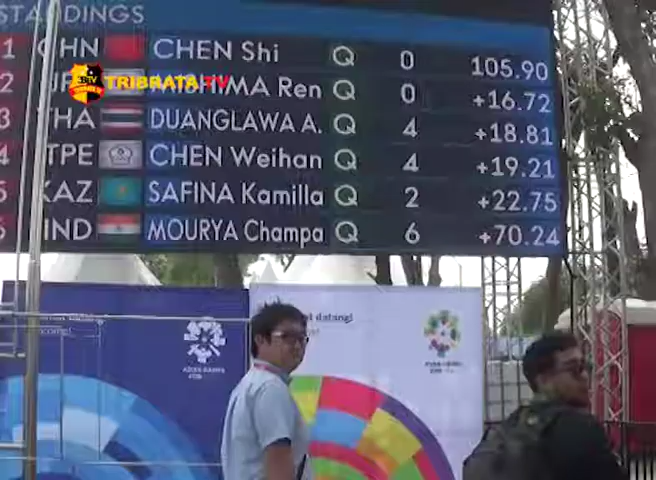 STANDINGS
1 CHN CHEN Shi Q 0 105.90
2 MA Ren Q 0 +16.72
TRIBRATA TV
3 THA DUANGLAWA A. Q 4 +18.81
4 TPE CHEN Weihan Q 4 +19.21
5 KAZ SAFINA Kamilla Q 2 +22.75
6 IND MOURYA Champa Q 6 +70.24
datang!
ASIAN GAMES